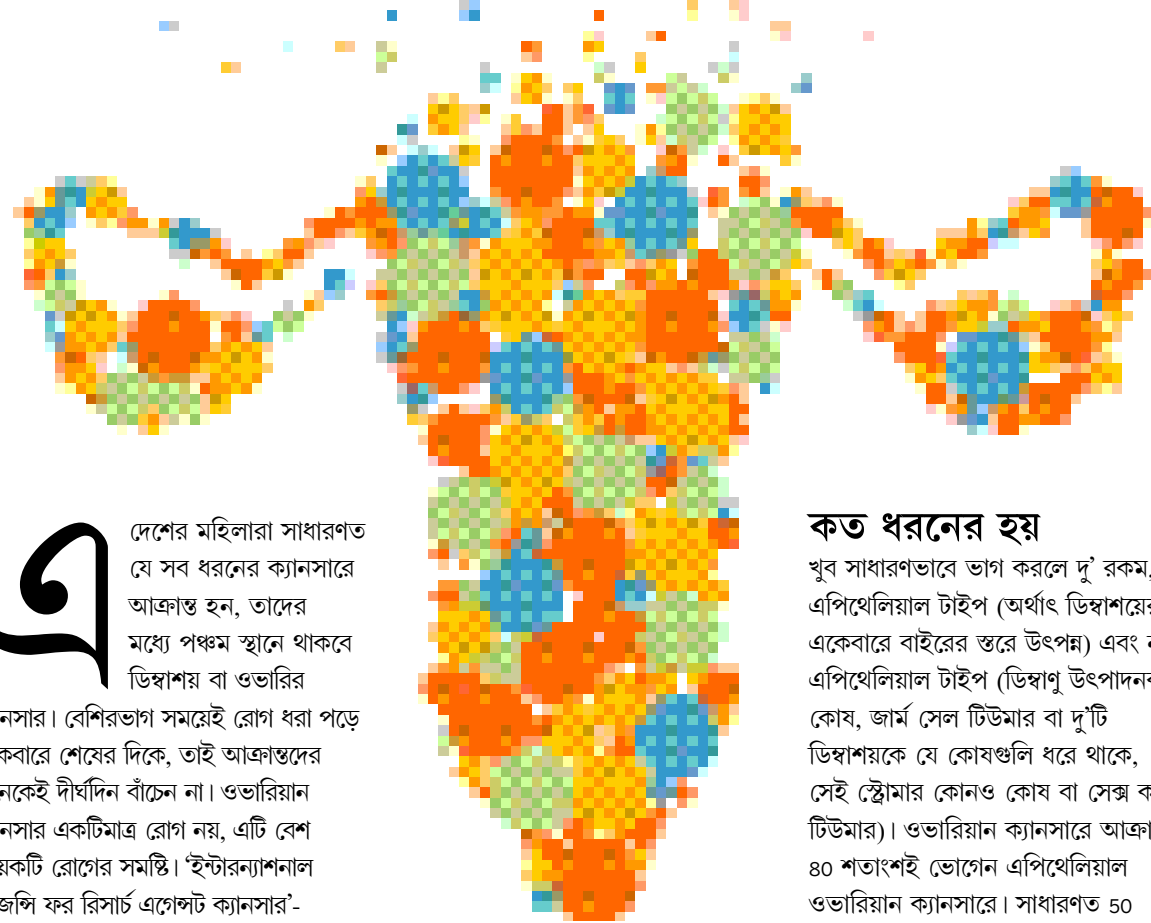 এ দেশের মহিলারা সাধারণত
যে সব ধরনের ক্যানসারে
আক্রান্ত হন, তাদের
মধ্যে পঞ্চম স্থানে থাকবে
ডিম্বাশয় বা ওভারির
নসার। বেশিরভাগ সময়েই রোগ ধরা পড়ে
কবারে শেষের দিকে, তাই আক্রান্তদের
নকেই দীর্ঘদিন বাঁচেন না। ওভারিয়ান
নসার একটিমাত্র রোগ নয়, এটি বেশ
য়কটি রোগের সমষ্টি। ‘ইন্টারন্যাশনাল
জেন্সি ফর রিসার্চ এগেন্সট ক্যানসার’-
কত ধরনের হয়
খুব সাধারণভাবে ভাগ করলে দু’ রকম,
এপিথেলিয়াল টাইপ (অর্থাৎ ডিম্বাশয়ের
একেবারে বাইরের স্তরে উৎপন্ন) এবং
এপিথেলিয়াল টাইপ (ডিম্বাণু উৎপাদনক
কোষ, জার্ম সেল টিউমার বা দু’টি
ডিম্বাশয়কে যে কোষগুলি ধরে থাকে,
সেই স্ট্রোমার কোনও কোষ বা সেক্স ক
টিউমার)। ওভারিয়ান ক্যানসারে আক্রা
৪০ শতাংশই ভোগেন এপিথেলিয়াল
ওভারিয়ান ক্যানসারে। সাধারণত 50